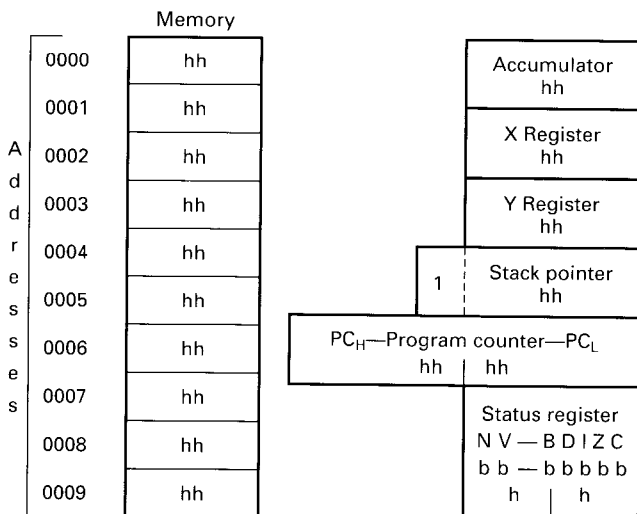 Memory
Addresses
0000 hh
0001 hh
0002 hh
0003 hh
0004 hh
0005 hh
0006 hh
0007 hh
0008 hh
0009 hh
Accumulator
hh
X Register
hh
Y Register
hh
1 Stack pointer
hh
PCH—Program counter—PCL
hh hh
Status register
N V — B D I Z C
b b — b b b b b
h h